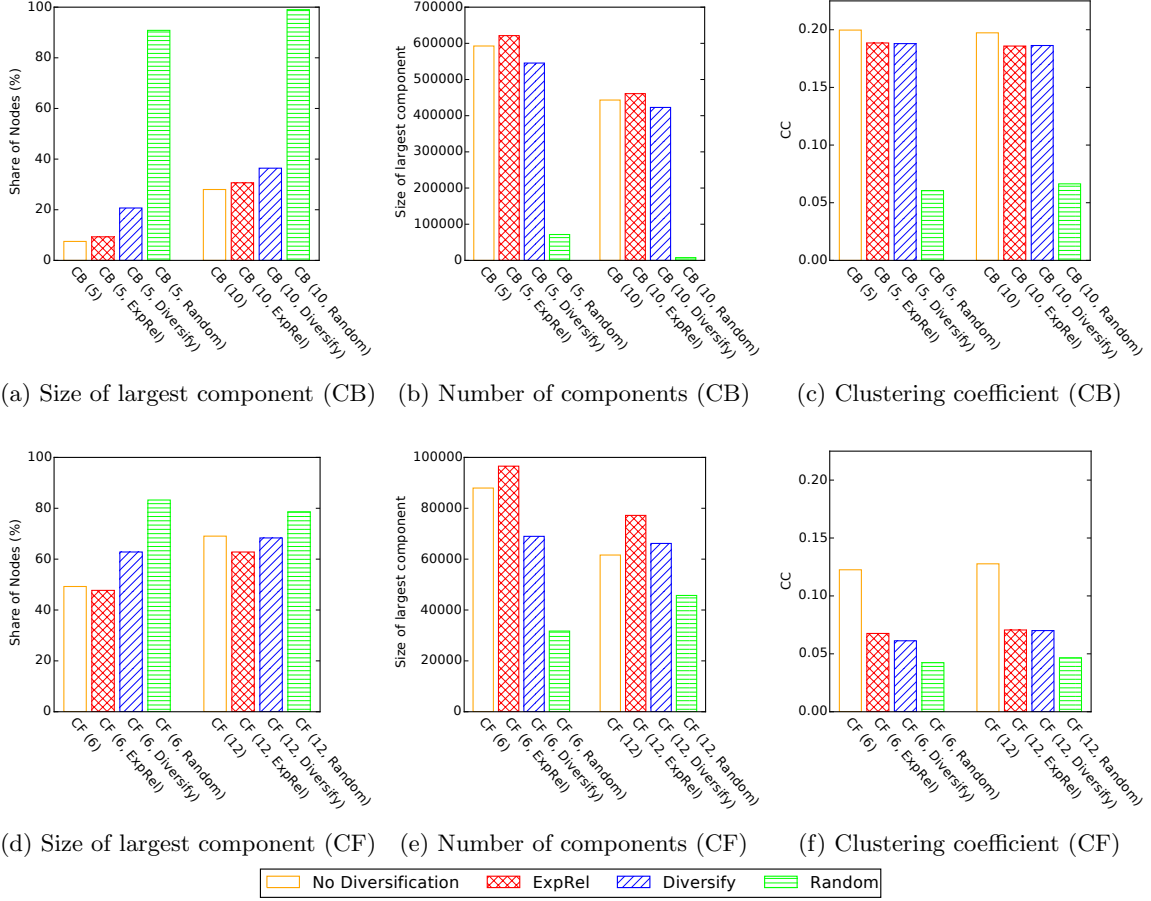 Share of Nodes (%)
100
80
60
40
20
0
CB (5)
CB (5, ExpRel)
CB (5, Diversify)
CB (5, Random)
CB (10)
CB (10, ExpRel)
CB (10, Diversify)
CB (10, Random)
(a) Size of largest component (CB)
Size of largest component
700000
600000
500000
400000
300000
200000
100000
0
CB (5)
CB (5, ExpRel)
CB (5, Diversify)
CB (5, Random)
CB (10)
CB (10, ExpRel)
CB (10, Diversify)
CB (10, Random)
(b) Number of components (CB)
CC
0.20
0.15
0.10
0.05
0.00
CB (5)
CB (5, ExpRel)
CB (5, Diversify)
CB (5, Random)
CB (10)
CB (10, ExpRel)
CB (10, Diversify)
CB (10, Random)
(c) Clustering coefficient (CB)
Share of Nodes (%)
100
80
60
40
20
0
CF (6)
CF (6, ExpRel)
CF (6, Diversify)
CF (6, Random)
CF (12)
CF (12, ExpRel)
CF (12, Diversify)
CF (12, Random)
(d) Size of largest component (CF)
Size of largest component
100000
80000
60000
40000
20000
0
CF (6)
CF (6, ExpRel)
CF (6, Diversify)
CF (6, Random)
CF (12)
CF (12, ExpRel)
CF (12, Diversify)
CF (12, Random)
(e) Number of components (CF)
CC
0.20
0.15
0.10
0.05
0.00
CF (6)
CF (6, ExpRel)
CF (6, Diversify)
CF (6, Random)
CF (12)
CF (12, ExpRel)
CF (12, Diversify)
CF (12, Random)
(f) Clustering coefficient (CF)
No Diversification
ExpRel
Diversify
Random